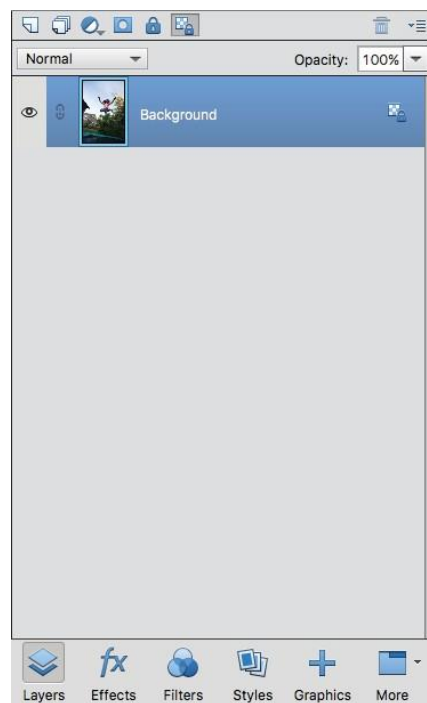 Normal Opacity: 100%
Background
Layers Effects Filters Styles Graphics More